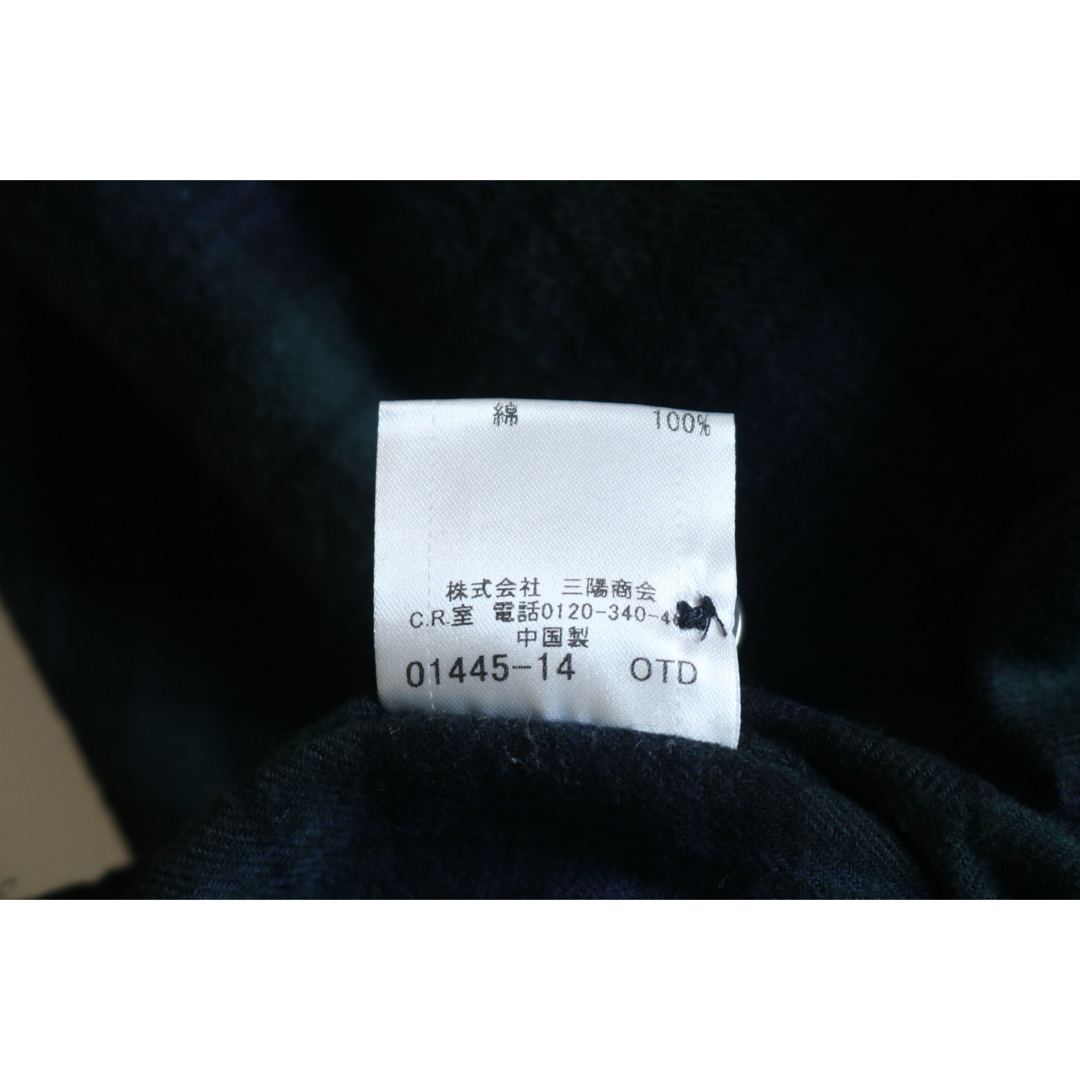 綿 100%
株式会社 三陽商会
C.R.室 電話0120-340-4
中国製
01445-14 OTD